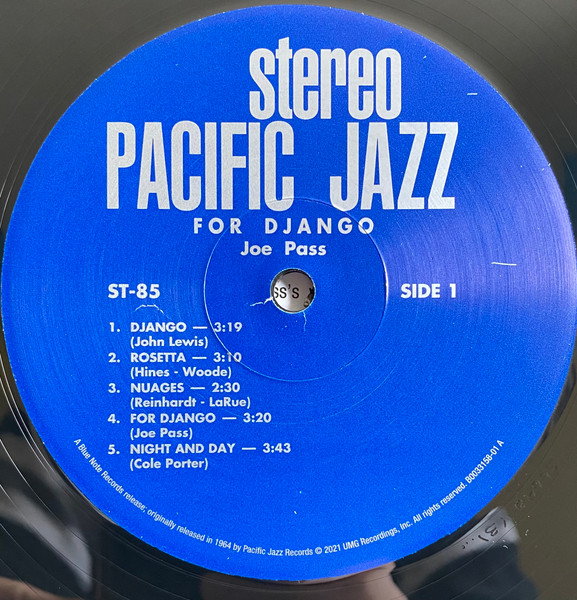 stereo
PACIFIC JAZZ
FOR DJANGO
Joe Pass
ST-85
SIDE 1
1. DJANGO — 3:19
(John Lewis)
2. ROSETTA — 3:10
(Hines - Woode)
3. NUAGES — 2:30
(Reinhardt - LaRue)
4. FOR DJANGO — 3:20
(Joe Pass)
5. NIGHT AND DAY — 3:43
(Cole Porter)
A Blue Note Records release; originally released in 1964 by Pacific Jazz Records © 2021 UMG Recordings, Inc. All rights reserved. B0033158-01 A